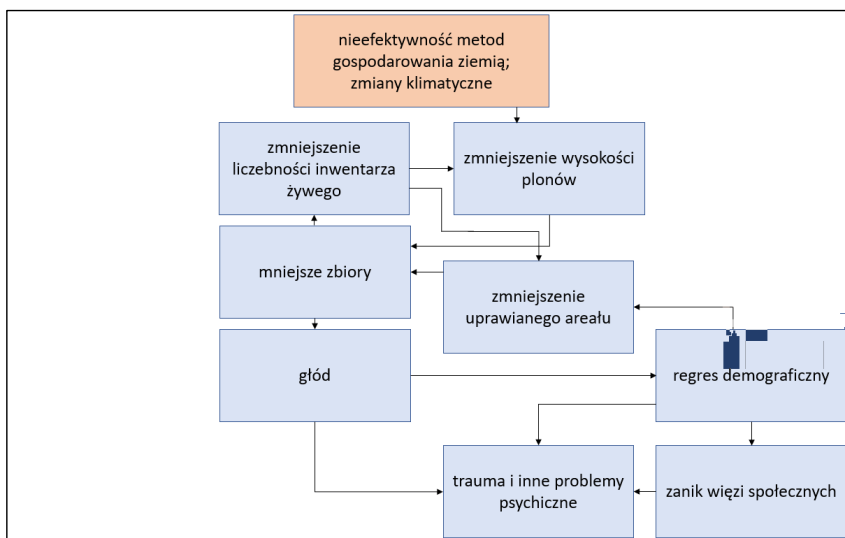 nieefektywność metod
gospodarowania ziemią;
zmiany klimatyczne
zmniejszenie
liczebności inwentarza
żywego
zmniejszenie wysokości
plonów
mniejsze zbiory
zmniejszenie
uprawianego areału
głód
regres demograficzny
trauma i inne problemy
psychiczne
zanik więzi społecznych